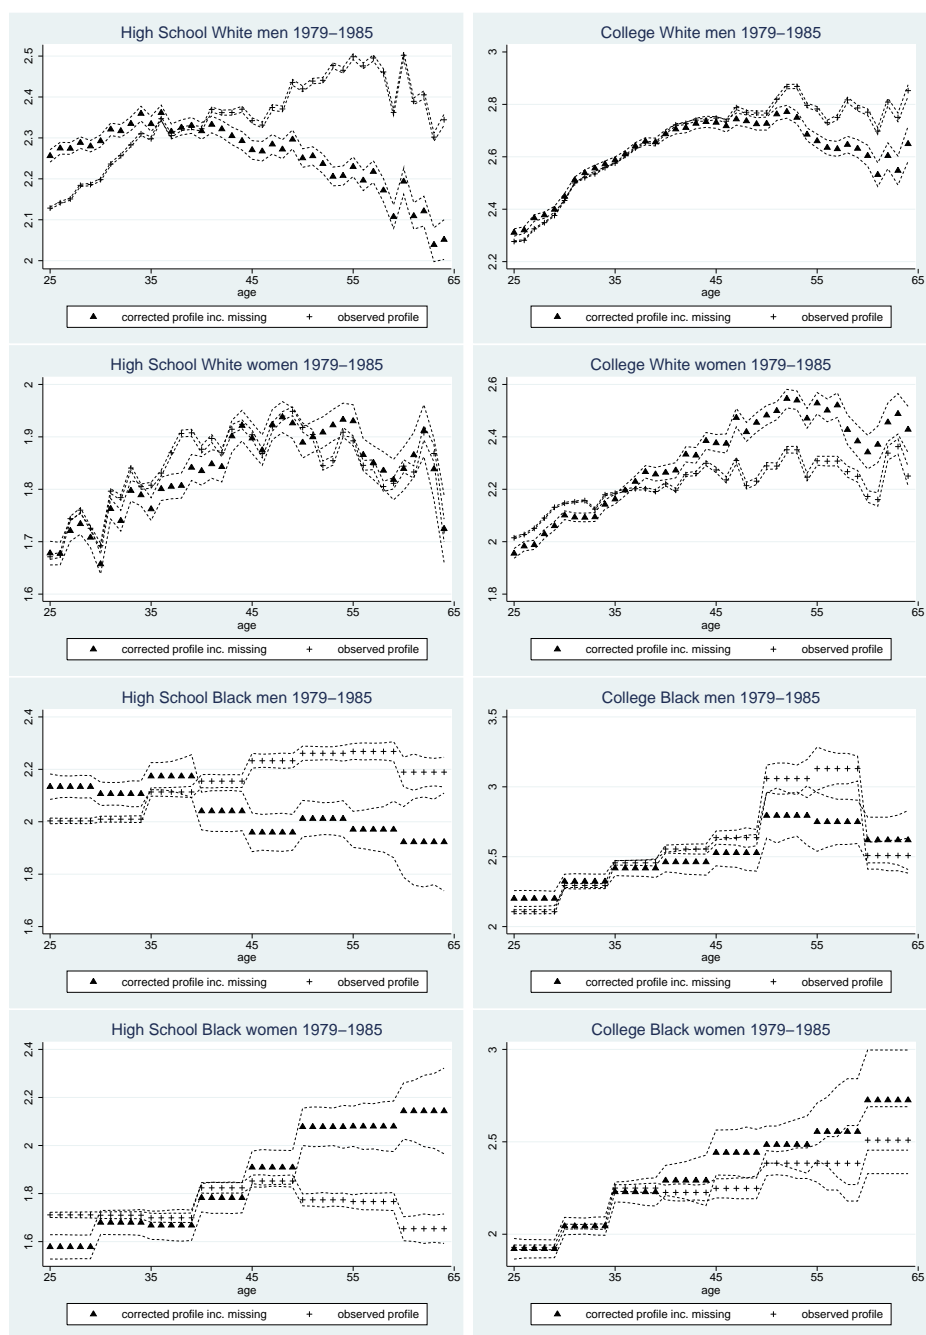 High School White men 1979–1985
2.5
2.4
2.3
2.2
2.1
2
25 35 45 55 65
age
corrected profile inc. missing observed profile
College White men 1979–1985
3
2.8
2.6
2.4
2.2
25 35 45 55 65
age
corrected profile inc. missing observed profile
High School White women 1979–1985
2
1.9
1.8
1.7
1.6
25 35 45 55 65
age
corrected profile inc. missing observed profile
College White women 1979–1985
2.6
2.4
2.2
2
1.8
25 35 45 55 65
age
corrected profile inc. missing observed profile
High School Black men 1979–1985
2.4
2.2
2
1.8
1.6
25 35 45 55 65
age
corrected profile inc. missing observed profile
College Black men 1979–1985
3.5
3
2.5
2
25 35 45 55 65
age
corrected profile inc. missing observed profile
High School Black women 1979–1985
2.4
2.2
2
1.8
1.6
25 35 45 55 65
age
corrected profile inc. missing observed profile
College Black women 1979–1985
3
2.5
2
25 35 45 55 65
age
corrected profile inc. missing observed profile